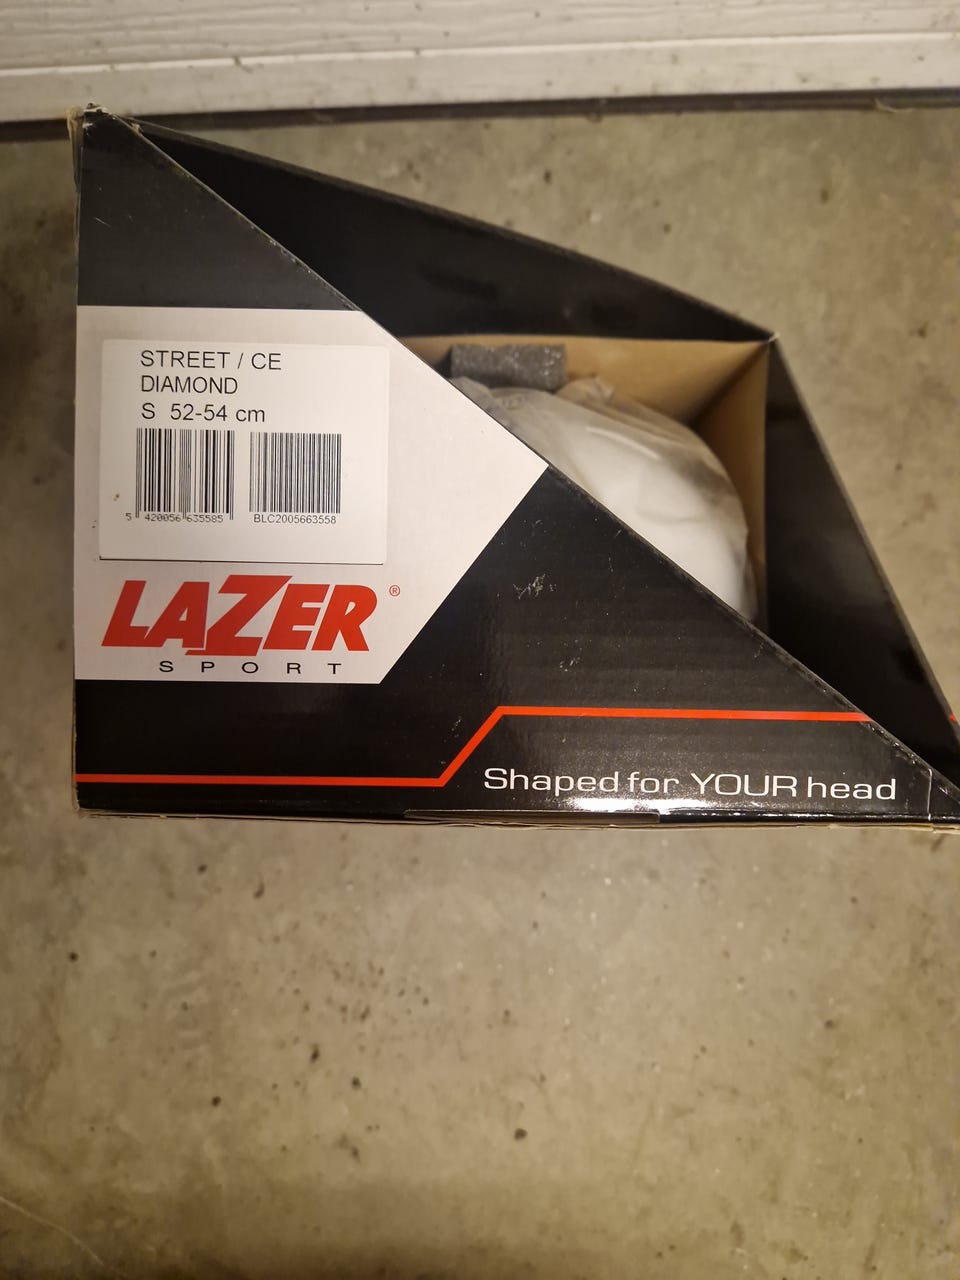 STREET / CE
DIAMOND
S 52-54 cm
5 420056 635585
BLC2005663558
LAZER®
SPORT
Shaped for YOUR head